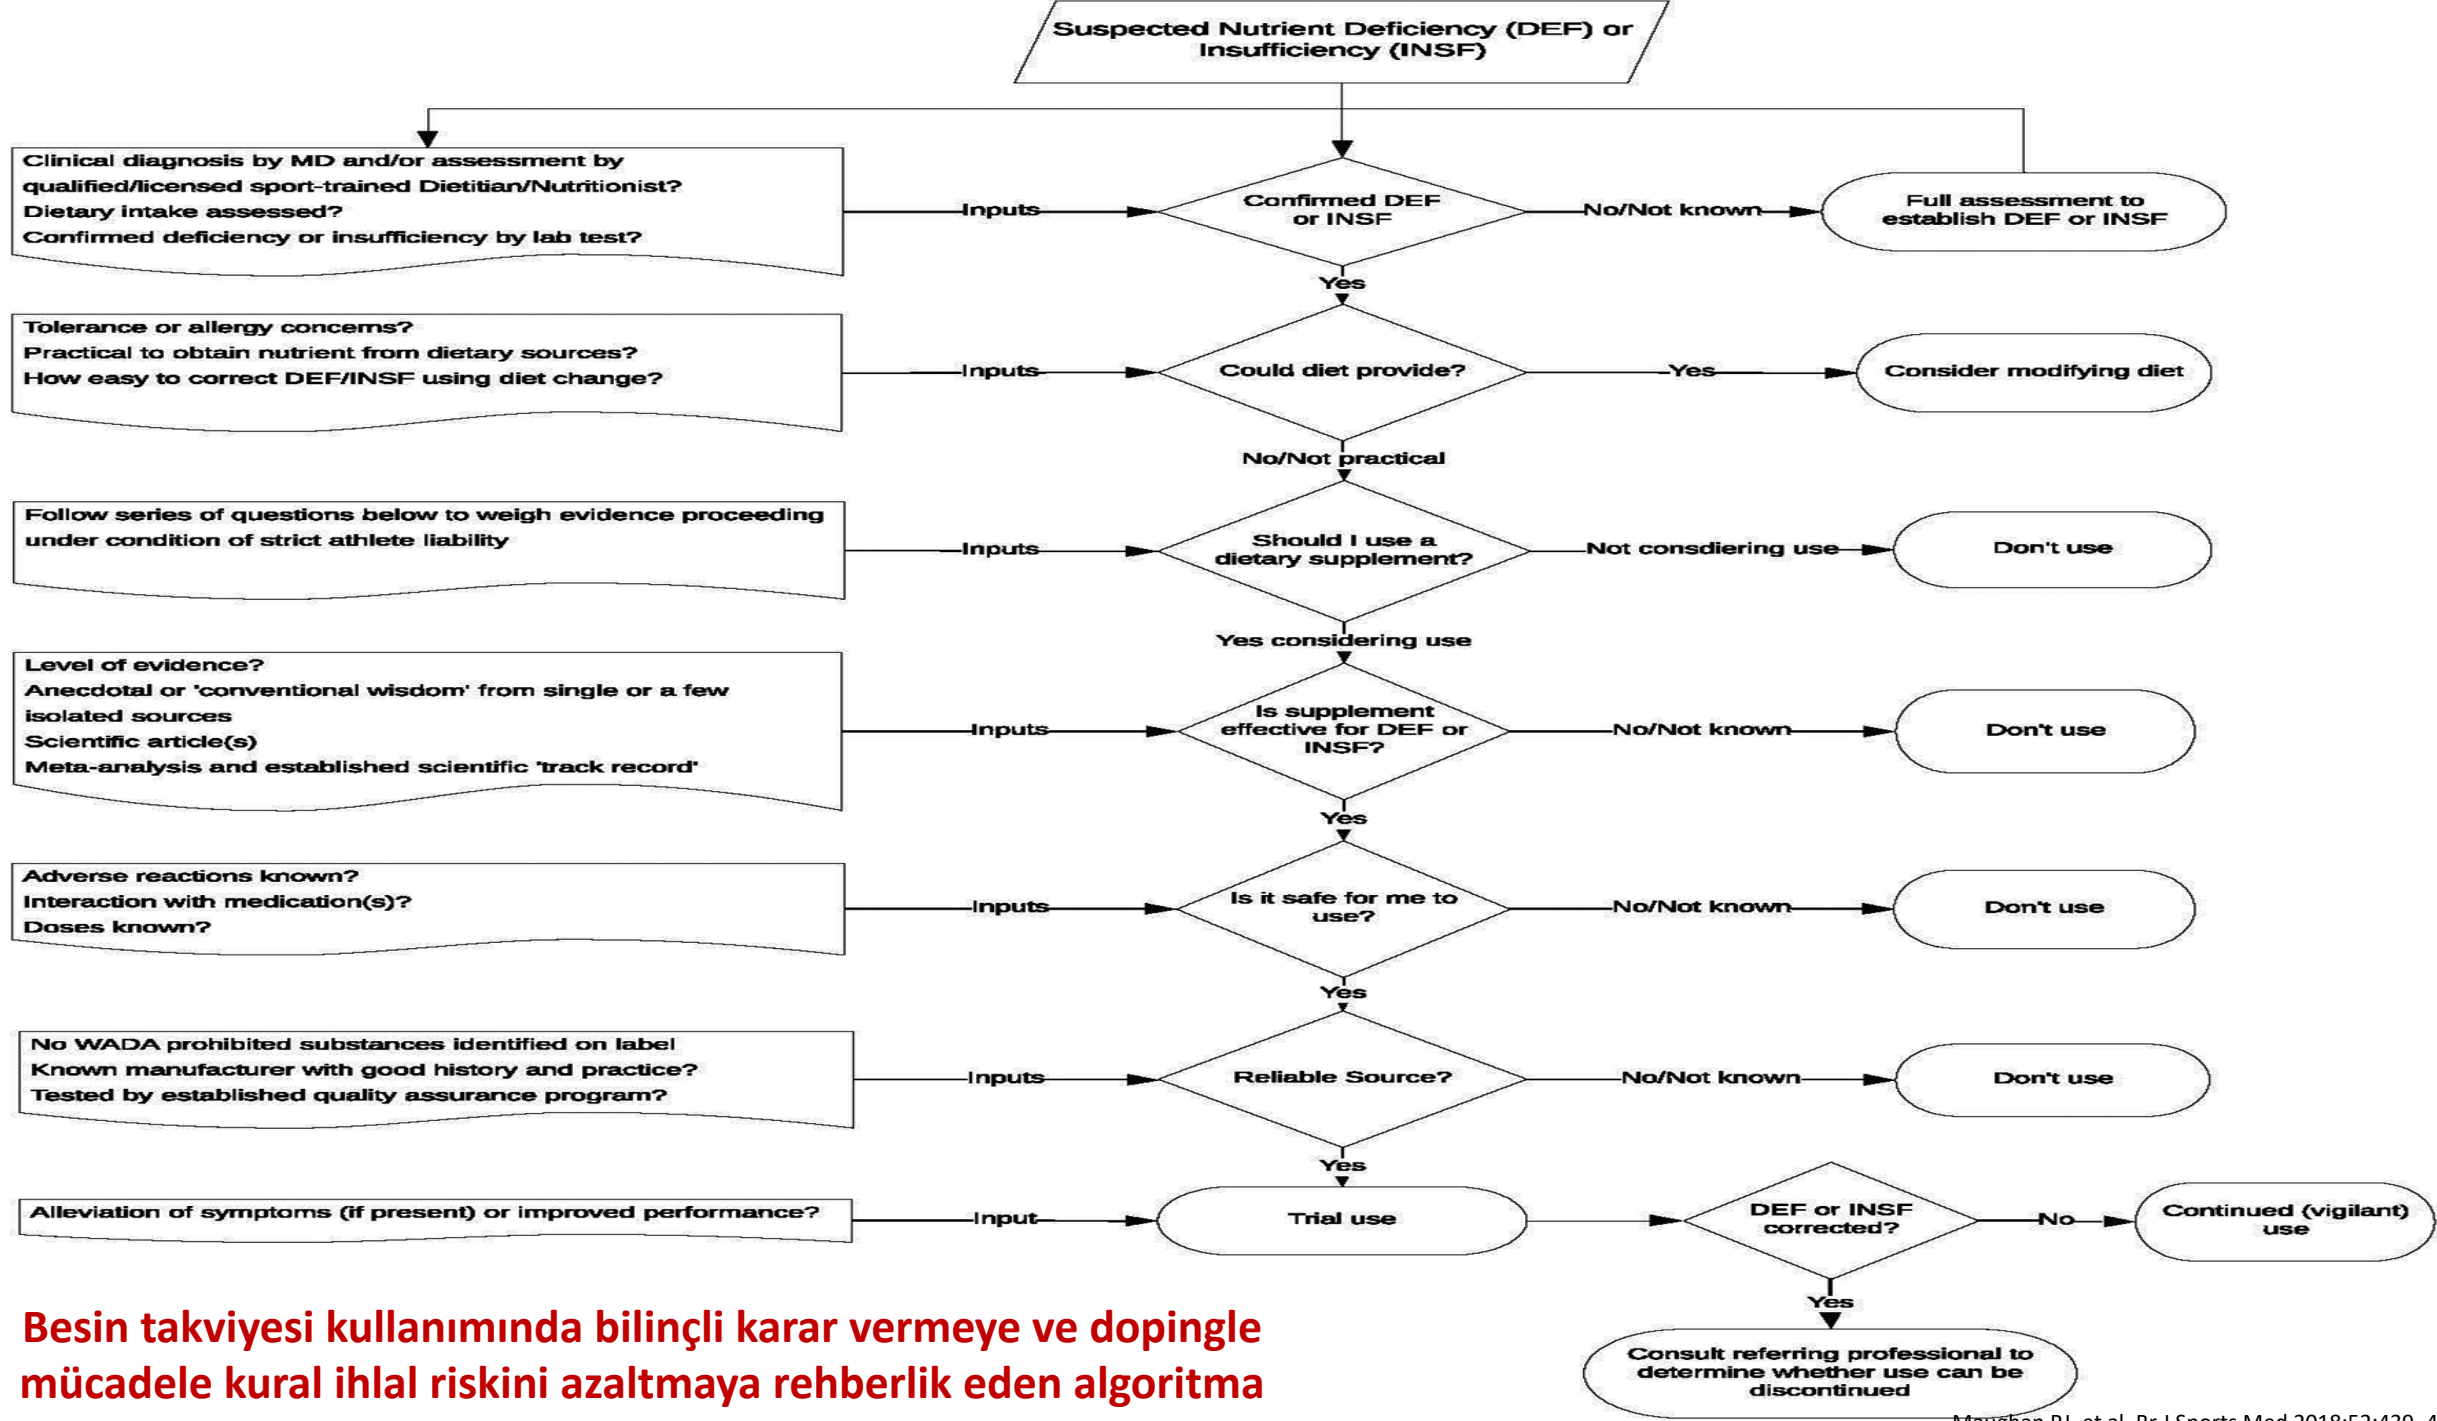 Suspected Nutrient Deficiency (DEF) or
Insufficiency (INSF)
Clinical diagnosis by MD and/or assessment by
qualified/licensed sport-trained Dietitian/Nutritionist?
Dietary intake assessed?
Confirmed deficiency or insufficiency by lab test?
Inputs
Confirmed DEF
or INSF
No/Not known
Full assessment to
establish DEF or INSF
Yes
Tolerance or allergy concerns?
Practical to obtain nutrient from dietary sources?
How easy to correct DEF/INSF using diet change?
Inputs
Could diet provide?
Yes
Consider modifying diet
No/Not practical
Follow series of questions below to weigh evidence proceeding
under condition of strict athlete liability
Inputs
Should I use a
dietary supplement?
Not consdiering use
Don't use
Yes considering use
Level of evidence?
Anecdotal or 'conventional wisdom' from single or a few
isolated sources
Scientific article(s)
Meta-analysis and established scientific 'track record'
Inputs
Is supplement
effective for DEF or
INSF?
No/Not known
Don't use
Yes
Adverse reactions known?
Interaction with medication(s)?
Doses known?
Inputs
Is it safe for me to
use?
No/Not known
Don't use
Yes
No WADA prohibited substances identified on label
Known manufacturer with good history and practice?
Tested by established quality assurance program?
Inputs
Reliable Source?
No/Not known
Don't use
Yes
Alleviation of symptoms (if present) or improved performance?
Input
Trial use
DEF or INSF
corrected?
No
Continued (vigilant)
use
Yes
Consult referring professional to
determine whether use can be
discontinued
Besin takviyesi kullanımında bilinçli karar vermeye ve dopingle
mücadele kural ihlal riskini azaltmaya rehberlik eden algoritma